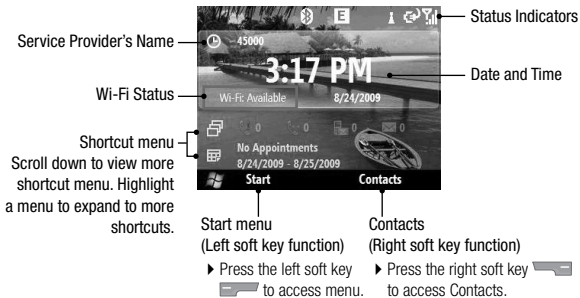 Status Indicators
Service Provider's Name
E
45000
3:17 PM
Date and Time
Wi-Fi Status
Wi-Fi: Available
8/24/2009
Shortcut menu
Scroll down to view more
shortcut menu. Highlight
a menu to expand to more
shortcuts.
0 0 0 0
No Appointments
8/24/2009 - 8/25/2009
Start Contacts
Start menu
(Left soft key function)
Press the left soft key
to access menu.
Contacts
(Right soft key function)
Press the right soft key
to access Contacts.